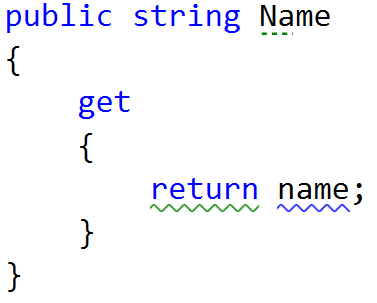 public string Name
{
get
{
return name;
}
}